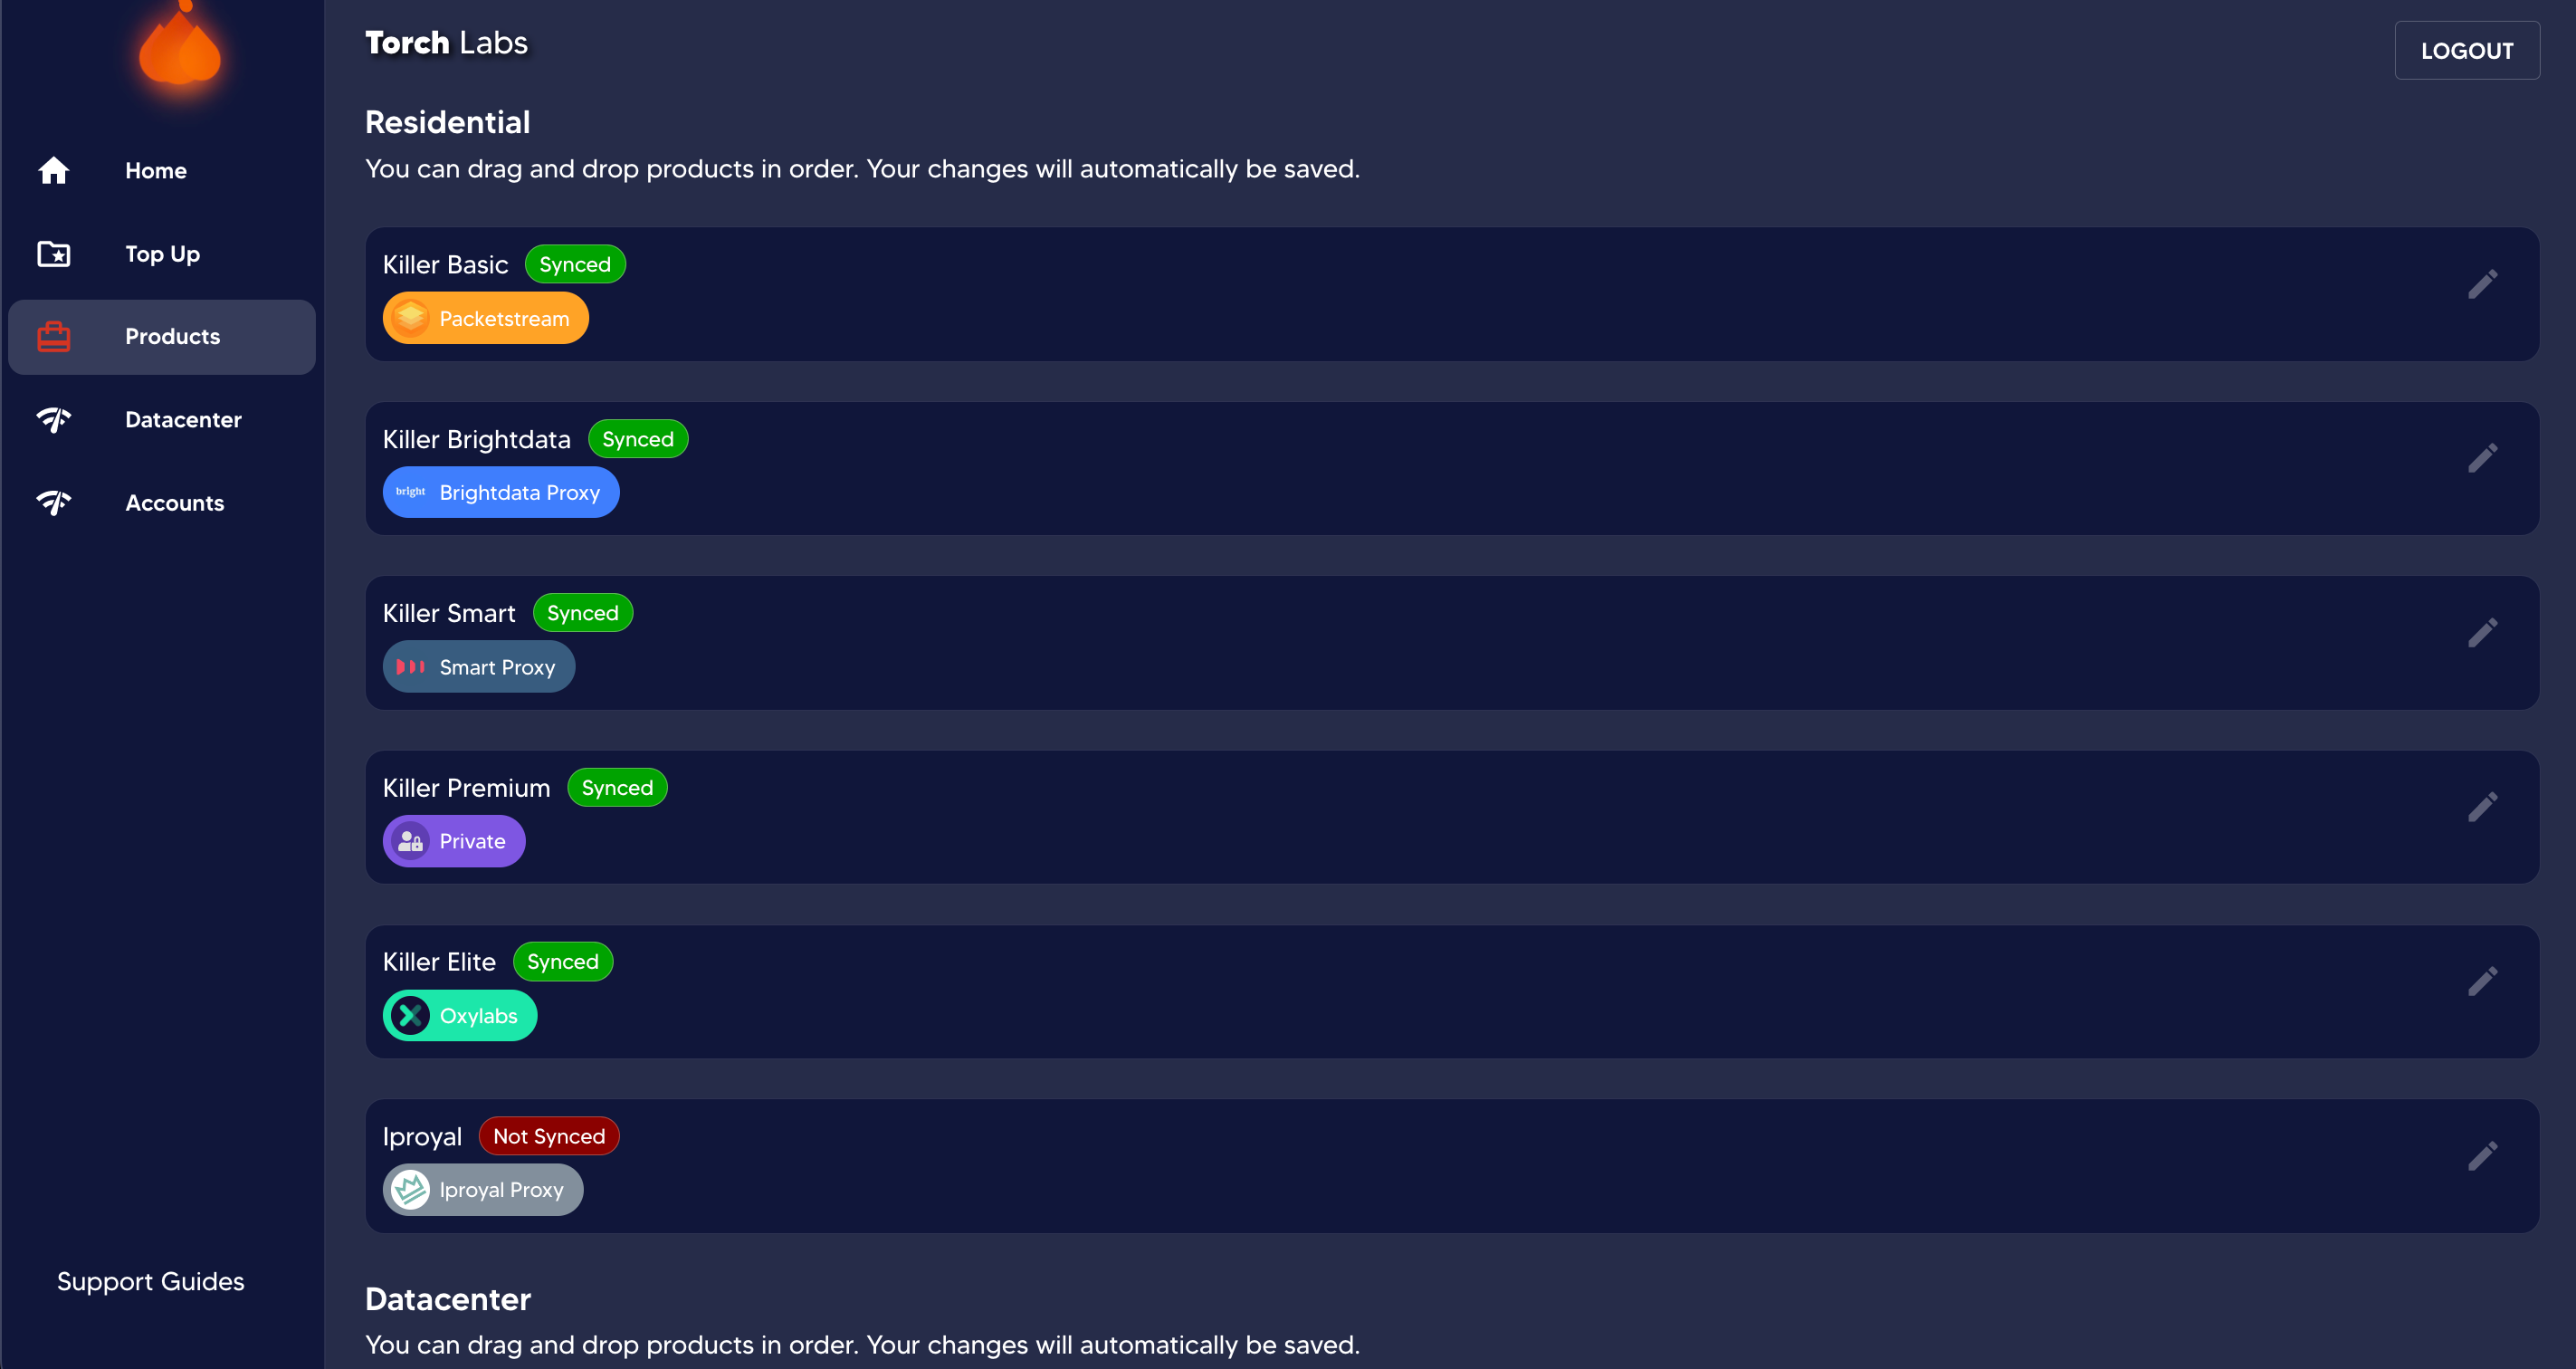 Torch Labs
LOGOUT
Home
Top Up
Products
Datacenter
Accounts
Support Guides
Residential
You can drag and drop products in order. Your changes will automatically be saved.
Killer Basic Synced
Packetstream
Killer Brightdata Synced
bright Brightdata Proxy
Killer Smart Synced
Smart Proxy
Killer Premium Synced
Private
Killer Elite Synced
Oxylabs
Iproyal Not Synced
Iproyal Proxy
Datacenter
You can drag and drop products in order. Your changes will automatically be saved.